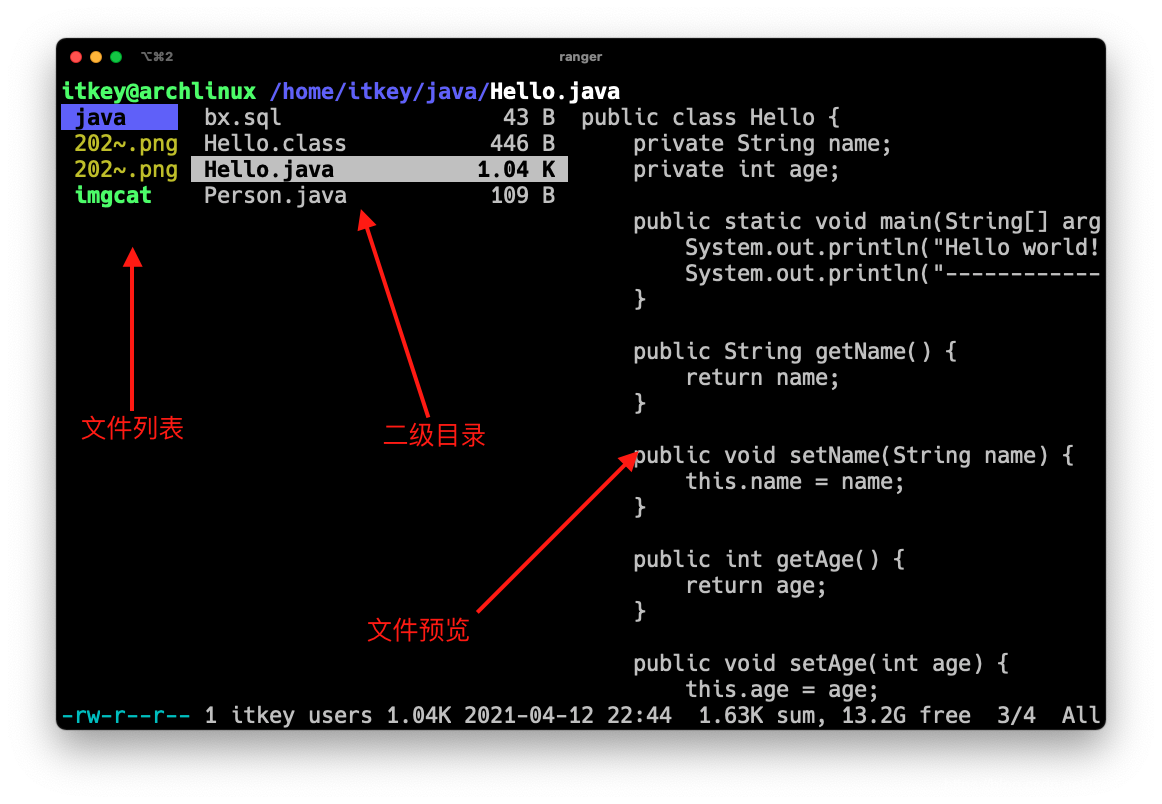 ⌥⌘2 ranger
itkey@archlinux /home/itkey/java/Hello.java
java bx.sql 43 B public class Hello {
202~.png Hello.class 446 B private String name;
202~.png Hello.java 1.04 K private int age;
imgcat Person.java 109 B
public static void main(String[] arg
System.out.println("Hello world!
System.out.println("------------
}
public String getName() {
return name;
}
文件列表
二级目录
public void setName(String name) {
this.name = name;
}
public int getAge() {
return age;
}
文件预览
public void setAge(int age) {
this.age = age;
-rw-r--r-- 1 itkey users 1.04K 2021-04-12 22:44 1.63K sum, 13.2G free 3/4 All